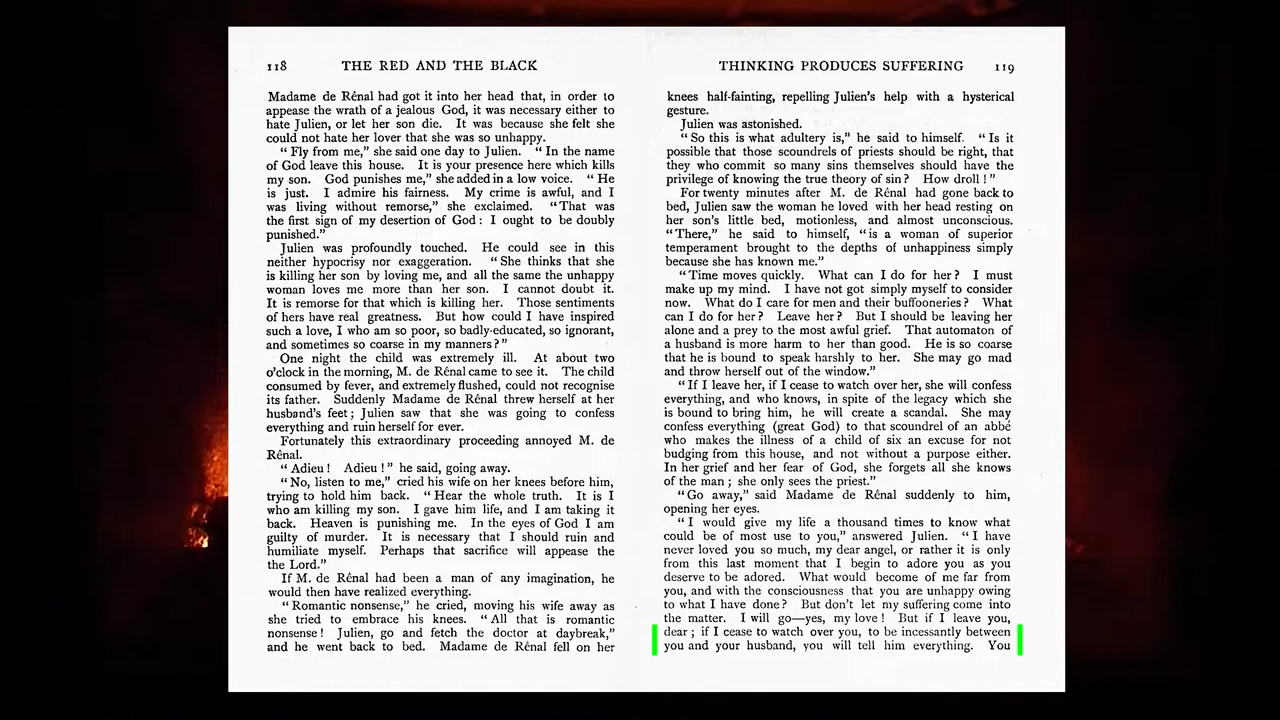 118 THE RED AND THE BLACK
Madame de Rênal had got it into her head that, in order to
appease the wrath of a jealous God, it was necessary either to
hate Julien, or let her son die. It was because she felt she
could not hate her lover that she was so unhappy.
“ Fly from me,” she said one day to Julien. “ In the name
of God leave this house. It is your presence here which kills
my son. God punishes me,” she added in a low voice. “ He
is just. I admire his fairness. My crime is awful, and I
was living without remorse,” she exclaimed. “ That was
the first sign of my desertion of God : I ought to be doubly
punished.”
Julien was profoundly touched. He could see in this
neither hypocrisy nor exaggeration. “ She thinks that she
is killing her son by loving me, and all the same the unhappy
woman loves me more than her son. I cannot doubt it.
It is remorse for that which is killing her. Those sentiments
of hers have real greatness. But how could I have inspired
such a love, I who am so poor, so badly-educated, so ignorant,
and sometimes so coarse in my manners ? ”
One night the child was extremely ill. At about two
o’clock in the morning, M. de Rênal came to see it. The child
consumed by fever, and extremely flushed, could not recognise
its father. Suddenly Madame de Rênal threw herself at her
husband’s feet ; Julien saw that she was going to confess
everything and ruin herself for ever.
Fortunately this extraordinary proceeding annoyed M. de
Rênal.
“ Adieu ! Adieu ! ” he said, going away.
“ No, listen to me,” cried his wife on her knees before him,
trying to hold him back. “ Hear the whole truth. It is I
who am killing my son. I gave him life, and I am taking it
back. Heaven is punishing me. In the eyes of God I am
guilty of murder. It is necessary that I should ruin and
humiliate myself. Perhaps that sacrifice will appease the
the Lord.”
If M. de Rênal had been a man of any imagination, he
would then have realized everything.
“ Romantic nonsense,” he cried, moving his wife away as
she tried to embrace his knees. “ All that is romantic
nonsense ! Julien, go and fetch the doctor at daybreak,”
and he went back to bed. Madame de Rênal fell on her
THINKING PRODUCES SUFFERING 119
knees half-fainting, repelling Julien’s help with a hysterical
gesture.
Julien was astonished.
“ So this is what adultery is,” he said to himself. “ Is it
possible that those scoundrels of priests should be right, that
they who commit so many sins themselves should have the
privilege of knowing the true theory of sin ? How droll ! ”
For twenty minutes after M. de Rênal had gone back to
bed, Julien saw the woman he loved with her head resting on
her son’s little bed, motionless, and almost unconscious.
“ There,” he said to himself, “ is a woman of superior
temperament brought to the depths of unhappiness simply
because she has known me.”
“ Time moves quickly. What can I do for her ? I must
make up my mind. I have not got simply myself to consider
now. What do I care for men and their buffooneries ? What
can I do for her ? Leave her ? But I should be leaving her
alone and a prey to the most awful grief. That automaton of
a husband is more harm to her than good. He is so coarse
that he is bound to speak harshly to her. She may go mad
and throw herself out of the window.”
“ If I leave her, if I cease to watch over her, she will confess
everything, and who knows, in spite of the legacy which she
is bound to bring him, he will create a scandal. She may
confess everything (great God) to that scoundrel of an abbé
who makes the illness of a child of six an excuse for not
budging from this house, and not without a purpose either.
In her grief and her fear of God, she forgets all she knows
of the man ; she only sees the priest.”
“ Go away,” said Madame de Rênal suddenly to him,
opening her eyes.
“ I would give my life a thousand times to know what
could be of most use to you,” answered Julien. “ I have
never loved you so much, my dear angel, or rather it is only
from this last moment that I begin to adore you as you
deserve to be adored. What would become of me far from
you, and with the consciousness that you are unhappy owing
to what I have done ? But don’t let my suffering come into
the matter. I will go—yes, my love ! But if I leave you,
dear ; if I cease to watch over you, to be incessantly between
you and your husband, you will tell him everything. You